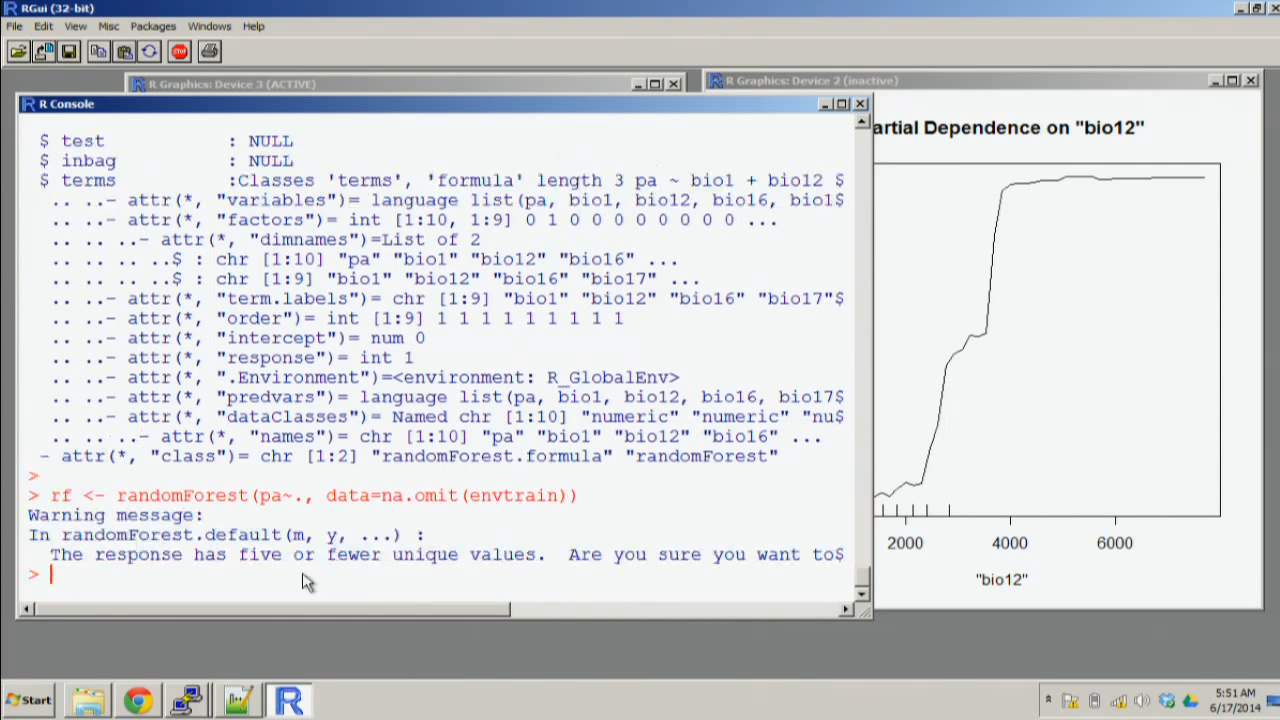 RGui (32-bit)
File Edit View Misc Packages Windows Help
STOP
R Graphics: Device 3 (ACTIVE)
R Graphics: Device 2 (inactive)
R Console
artial Dependence on "bio12"
$ test : NULL
$ inbag : NULL
$ terms :Classes 'terms', 'formula' length 3 pa ~ bio1 + bio12 $
.. ..- attr(*, "variables")= language list(pa, bio1, bio12, bio16, bio1$
.. ..- attr(*, "factors")= int [1:10, 1:9] 0 1 0 0 0 0 0 0 0 0 ...
.. .. ..- attr(*, "dimnames")=List of 2
.. .. .. ..$ : chr [1:10] "pa" "bio1" "bio12" "bio16" ...
.. .. .. ..$ : chr [1:9] "bio1" "bio12" "bio16" "bio17" ...
.. ..- attr(*, "term.labels")= chr [1:9] "bio1" "bio12" "bio16" "bio17"$
.. ..- attr(*, "order")= int [1:9] 1 1 1 1 1 1 1 1 1
.. ..- attr(*, "intercept")= num 0
.. ..- attr(*, "response")= int 1
.. ..- attr(*, ".Environment")=<environment: R_GlobalEnv>
.. ..- attr(*, "predvars")= language list(pa, bio1, bio12, bio16, bio17$
.. ..- attr(*, "dataClasses")= Named chr [1:10] "numeric" "numeric" "nu$
.. .. ..- attr(*, "names")= chr [1:10] "pa" "bio1" "bio12" "bio16" ...
- attr(*, "class")= chr [1:2] "randomForest.formula" "randomForest"
>
> rf <- randomForest(pa~., data=na.omit(envtrain))
Warning message:
In randomForest.default(m, y, ...) :
The response has five or fewer unique values.  Are you sure you want to$
>
2000 4000 6000
"bio12"
Start
5:51 AM
6/17/2014